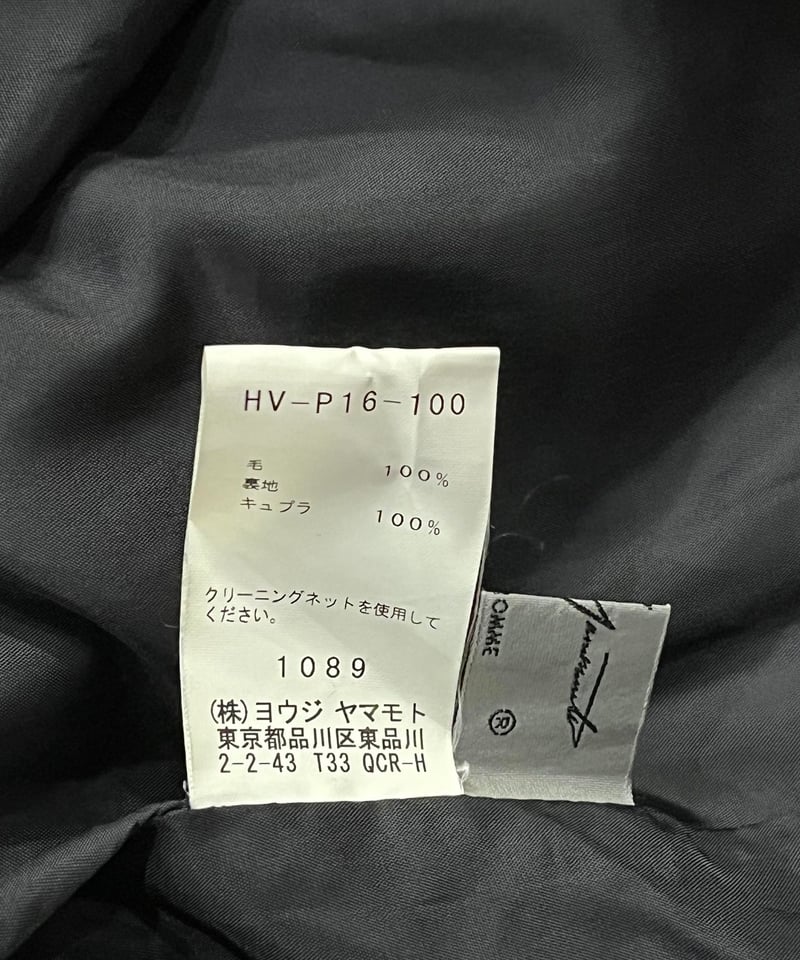 HV-P16-100
毛 100%
裏地
キュプラ 100%
クリーニングネットを使用して
ください。
1089
(株)ヨウジ ヤマモト
東京都品川区東品川
2-2-43 T33 QCR-H
Yamamoto
OMME
®